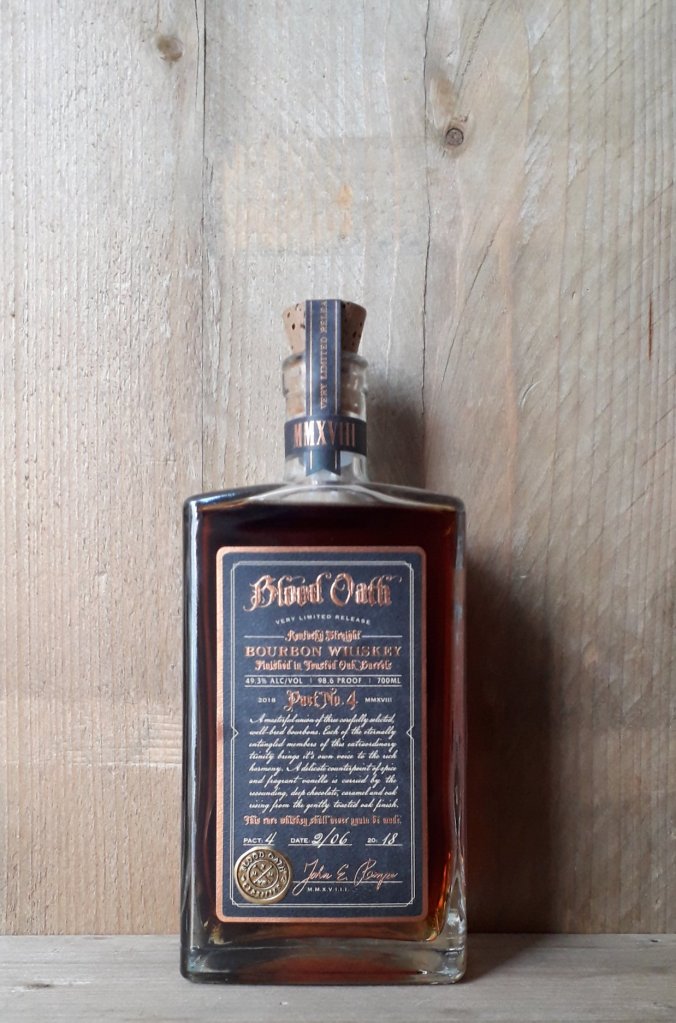 VERY LIMITED RELEA
MMXVIII
Blood Oath
VERY LIMITED RELEASE
Kentucky Straight
BOURBON WHISKEY
Finished in Toasted Oak Barrels
49.3% ALC/VOL | 98.6 PROOF | 700ML
2018 Pact No. 4 MMXVIII
A masterful union of three carefully selected,
well-bred bourbons. Each of the eternally
entangled members of this extraordinary
trinity brings it's own voice to the rich
harmony. A delicate counterpoint of spice
and fragrant vanilla is carried by the
resounding, deep chocolate, caramel and oak
rising from the gently toasted oak finish.
This rare whiskey shall never again be made.
PACT: 4 DATE: 2/06 20: 18
BLOOD OATH
John E. Rempe
MMXVIII